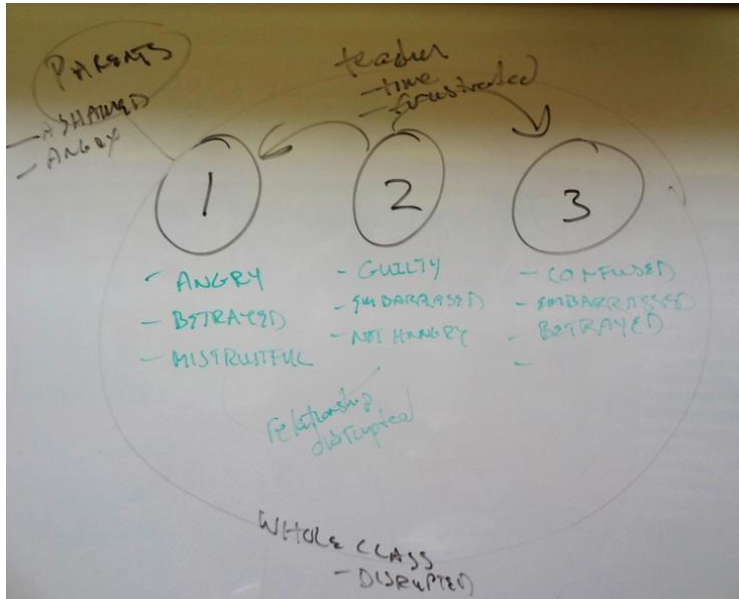 PARENTS
- ASHAMED
- ANGRY
teacher
- time
- frustrated
1
2
3
- ANGRY
- BETRAYED
- MISTRUSTFUL
- GUILTY
- EMBARRASED
- NOT HUNGRY
- CONFUSED
- EMBARRASSED
- BETRAYED
-
relationship
disrupted
WHOLE CLASS
- DISRUPTED